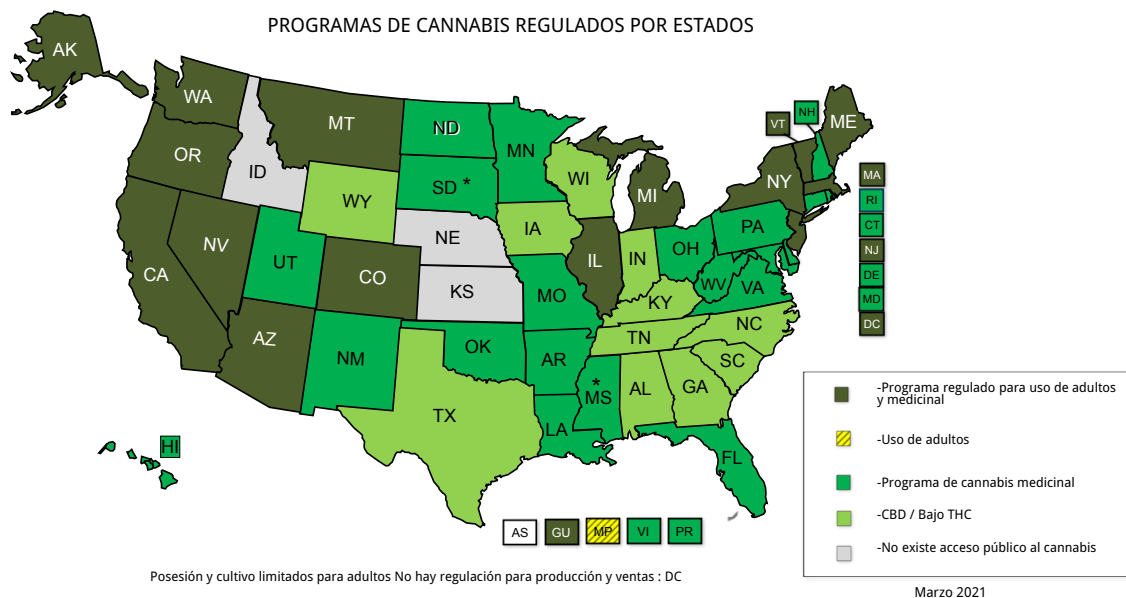 PROGRAMAS DE CANNABIS REGULADOS POR ESTADOS
AK
WA
OR
CA
NV
ID
MT
WY
UT
CO
AZ
NM
ND
SD *
NE
KS
OK
TX
MN
IA
MO
AR
LA
WI
IL
MI
IN
OH
KY
TN
*
MS
AL
GA
FL
SC
NC
VA
WV
PA
NY
VT
NH
ME
MA
RI
CT
NJ
DE
MD
DC
HI
AS
GU
MP
VI
PR
-Programa regulado para uso de adultos
y medicinal
-Uso de adultos
-Programa de cannabis medicinal
-CBD / Bajo THC
-No existe acceso público al cannabis
Posesión y cultivo limitados para adultos No hay regulación para producción y ventas : DC
Marzo 2021